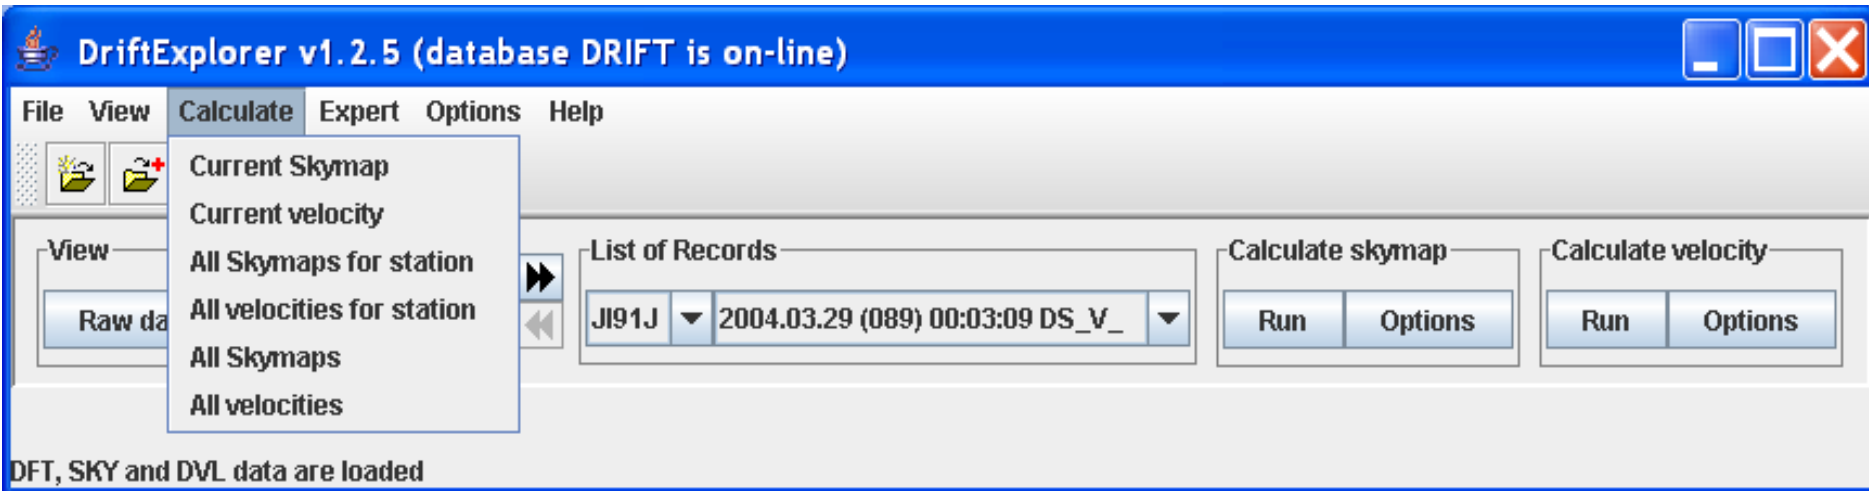 DriftExplorer v1.2.5 (database DRIFT is on-line)
File View Calculate Expert Options Help
Current Skymap
Current velocity
All Skymaps for station
All velocities for station
All Skymaps
All velocities
View
Raw da
List of Records
JI91J 2004.03.29 (089) 00:03:09 DS_V_
Calculate skymap
Run Options
Calculate velocity
Run Options
DFT, SKY and DVL data are loaded